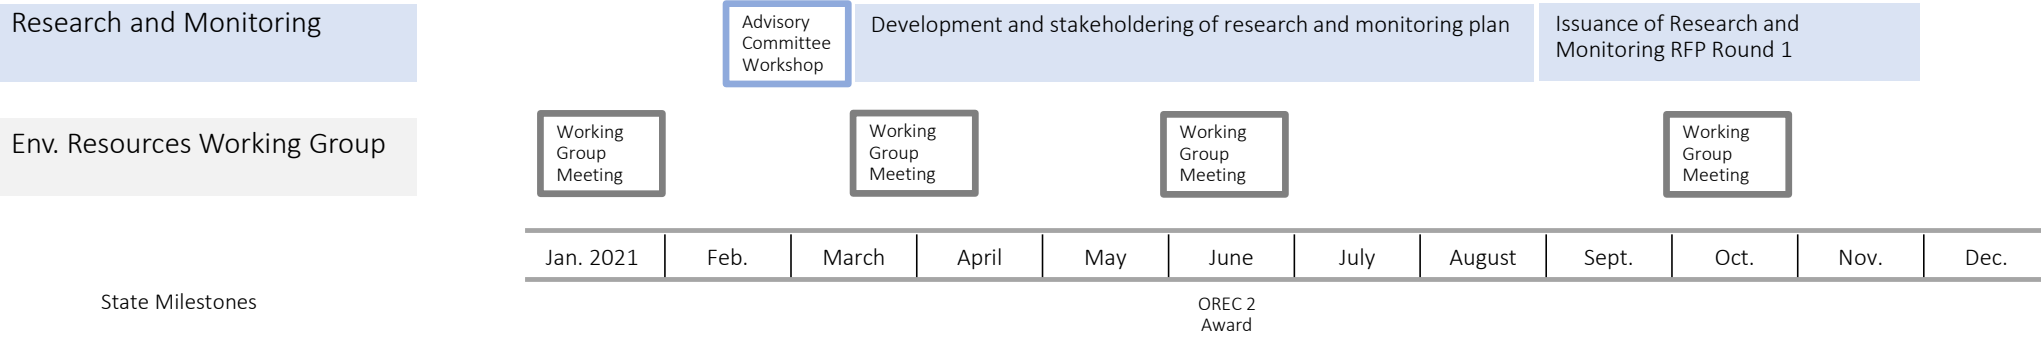 Research and Monitoring
Advisory
Committee
Workshop
Development and stakeholdering of research and monitoring plan
Issuance of Research and
Monitoring RFP Round 1
Env. Resources Working Group
Working
Group
Meeting
Working
Group
Meeting
Working
Group
Meeting
Working
Group
Meeting
Jan. 2021 Feb. March April May June July August Sept. Oct. Nov. Dec.
State Milestones
OREC 2
Award